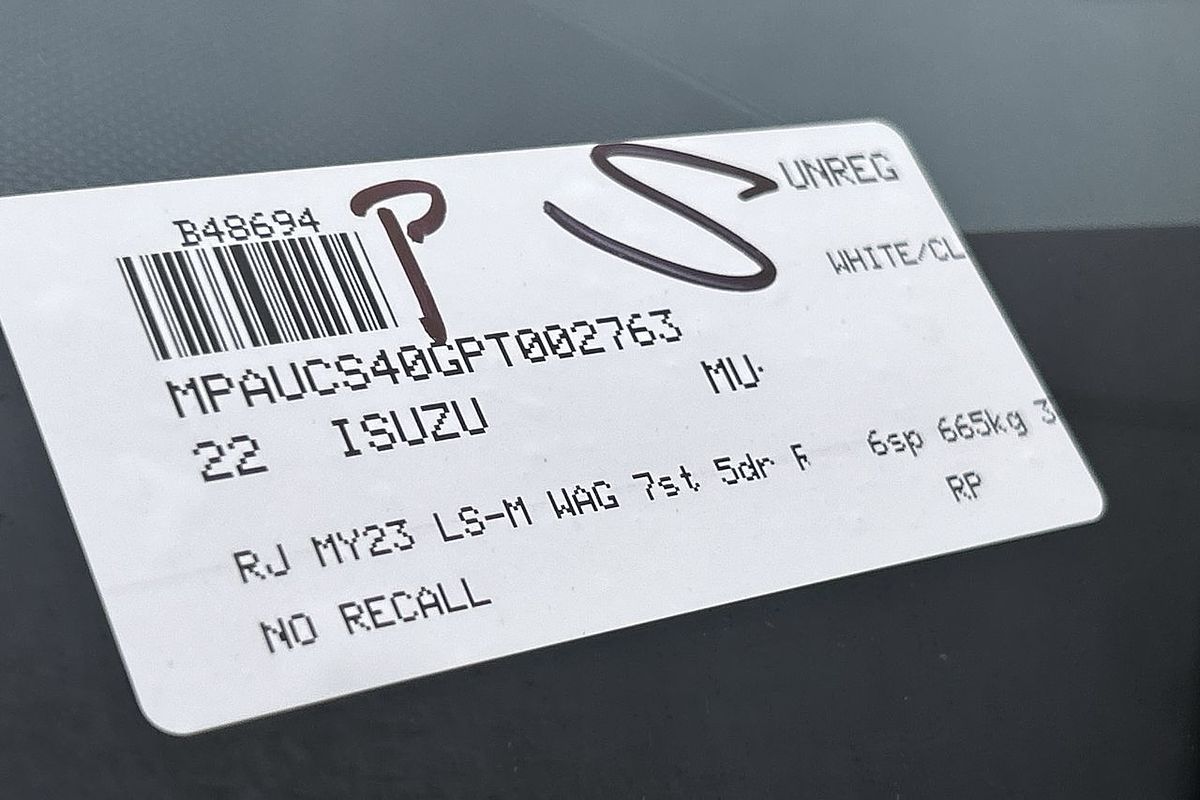 B48694 P S UNREG
WHITE/CL
MPAUCS40GPT002763
22 ISUZU MU-
RJ MY23 LS-M WAG 7st 5dr 6sp 665kg 3
NO RECALL RP